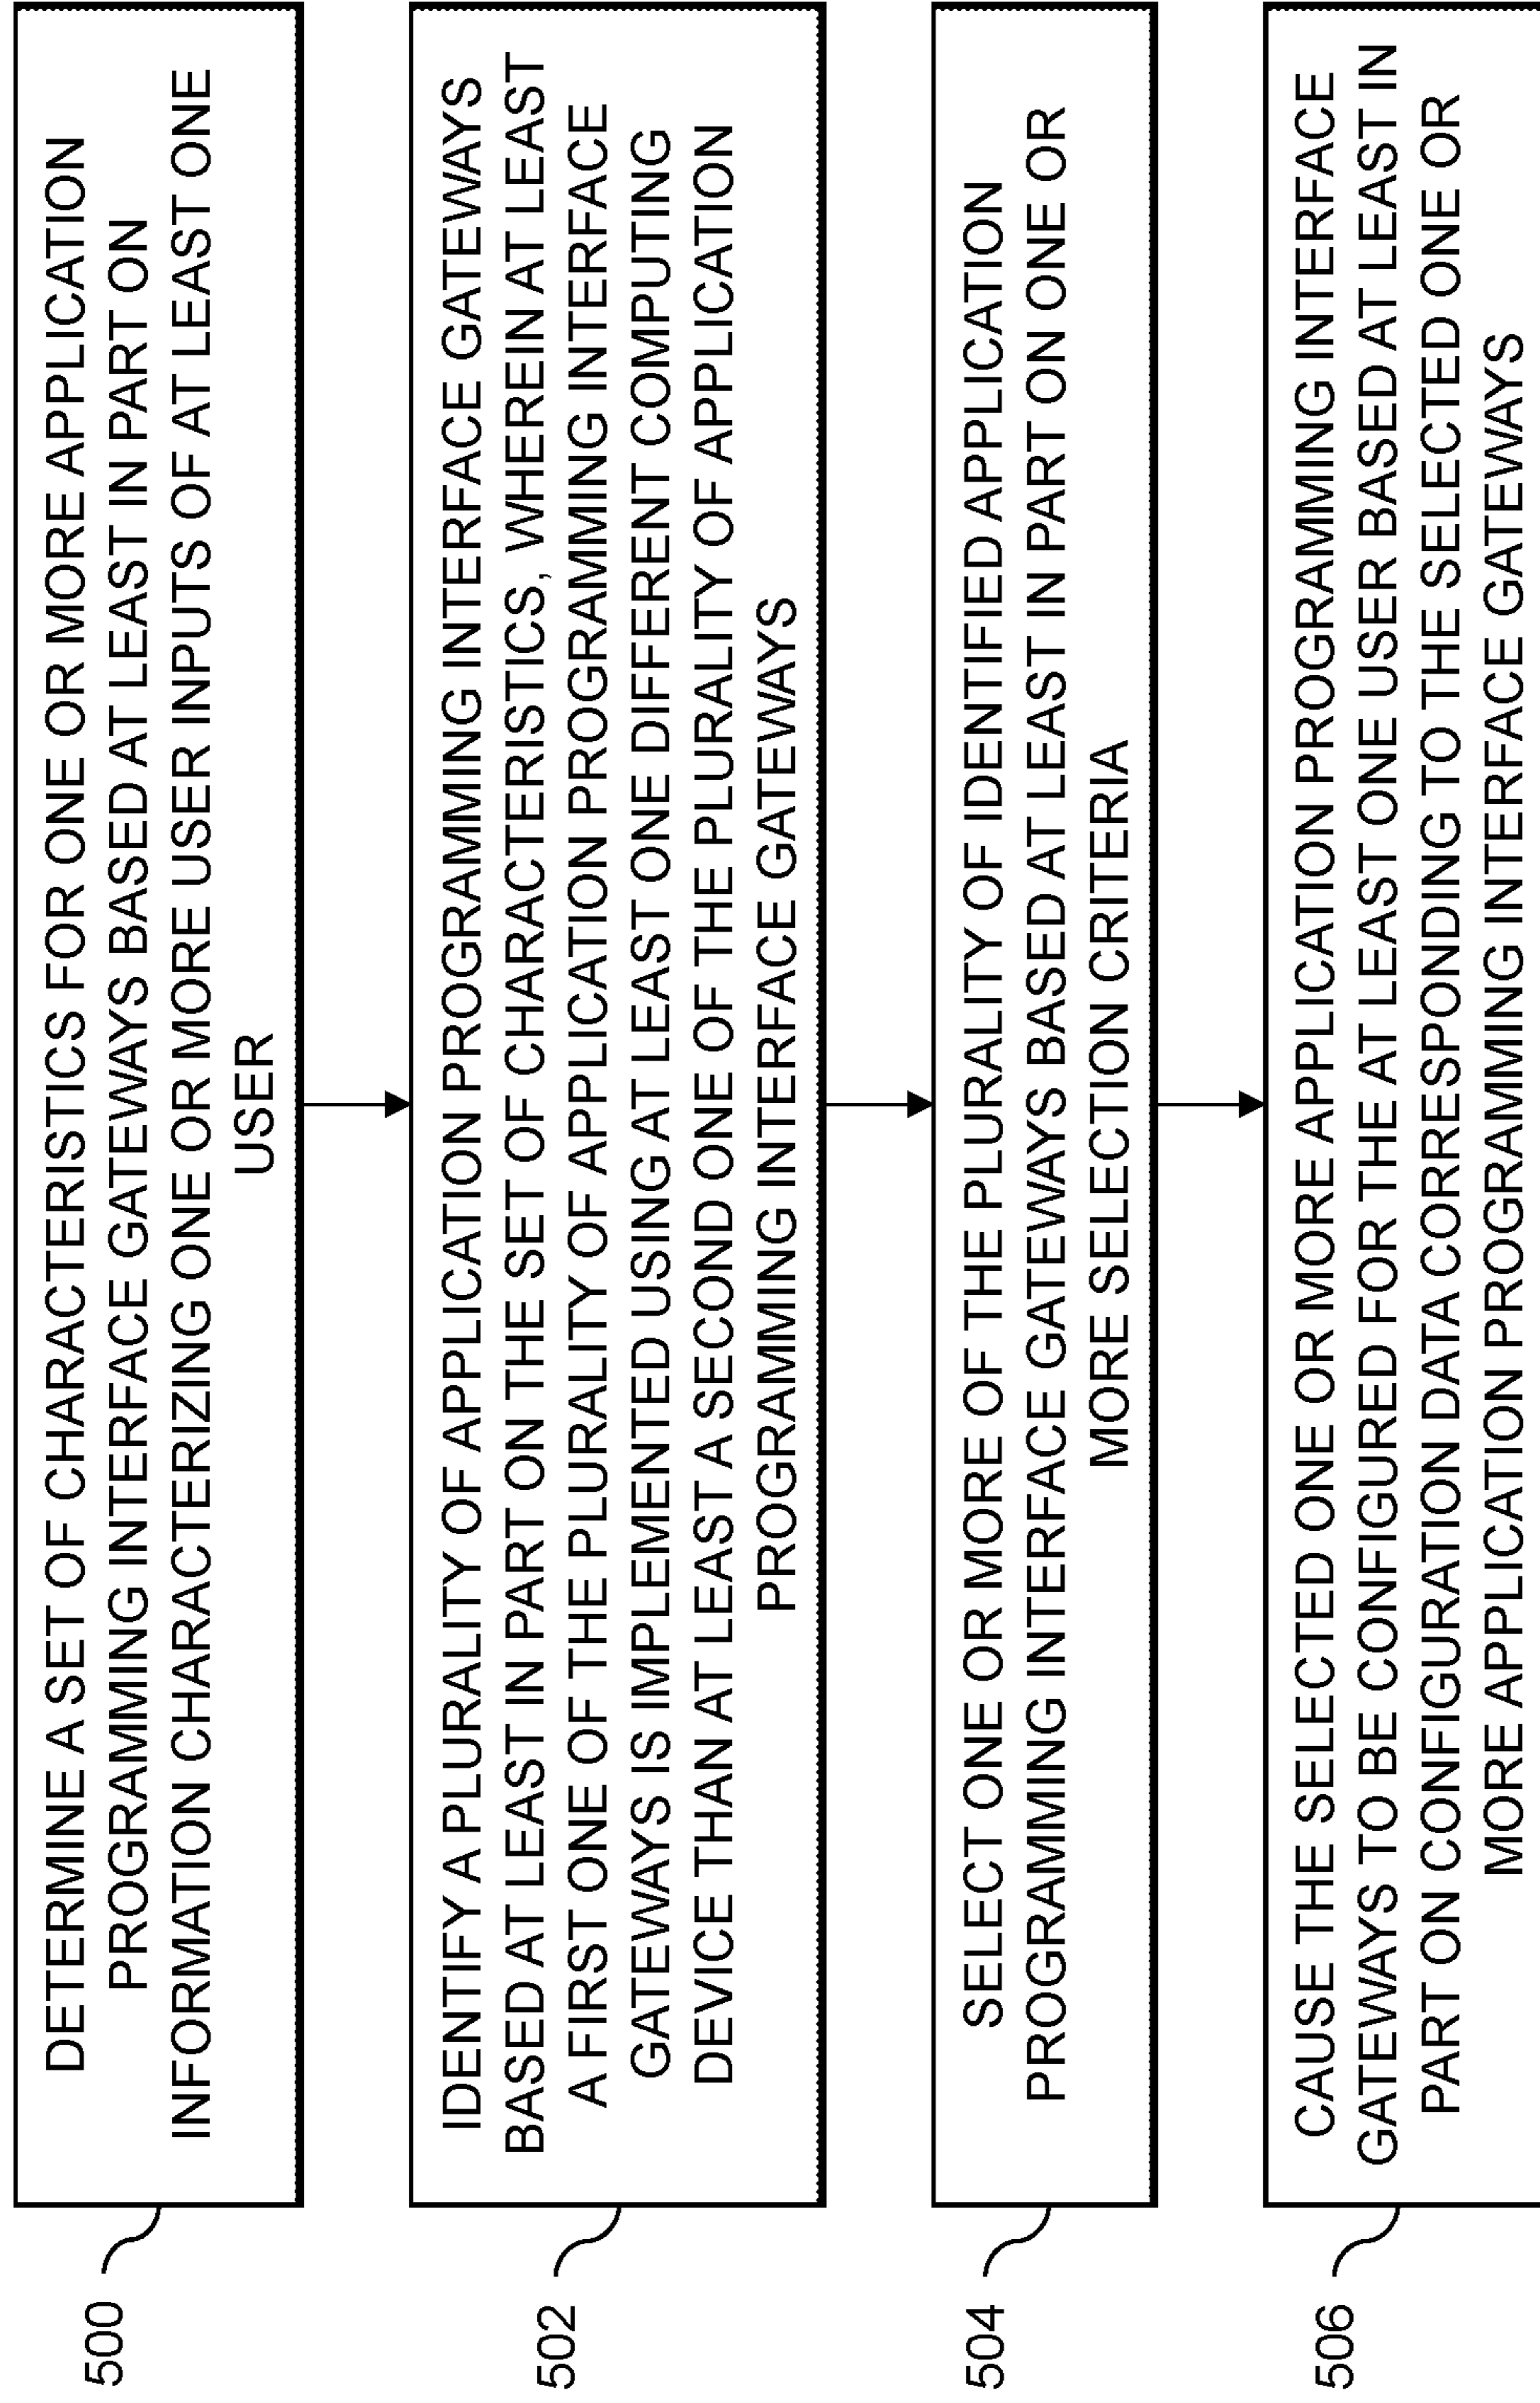 500
DETERMINE A SET OF CHARACTERISTICS FOR ONE OR MORE APPLICATION
PROGRAMMING INTERFACE GATEWAYS BASED AT LEAST IN PART ON
INFORMATION CHARACTERIZING ONE OR MORE USER INPUTS OF AT LEAST ONE
USER
502
IDENTIFY A PLURALITY OF APPLICATION PROGRAMMING INTERFACE GATEWAYS
BASED AT LEAST IN PART ON THE SET OF CHARACTERISTICS, WHEREIN AT LEAST
A FIRST ONE OF THE PLURALITY OF APPLICATION PROGRAMMING INTERFACE
GATEWAYS IS IMPLEMENTED USING AT LEAST ONE DIFFERENT COMPUTING
DEVICE THAN AT LEAST A SECOND ONE OF THE PLURALITY OF APPLICATION
PROGRAMMING INTERFACE GATEWAYS
504
SELECT ONE OR MORE OF THE PLURALITY OF IDENTIFIED APPLICATION
PROGRAMMING INTERFACE GATEWAYS BASED AT LEAST IN PART ON ONE OR
MORE SELECTION CRITERIA
506
CAUSE THE SELECTED ONE OR MORE APPLICATION PROGRAMMING INTERFACE
GATEWAYS TO BE CONFIGURED FOR THE AT LEAST ONE USER BASED AT LEAST IN
PART ON CONFIGURATION DATA CORRESPONDING TO THE SELECTED ONE OR
MORE APPLICATION PROGRAMMING INTERFACE GATEWAYS